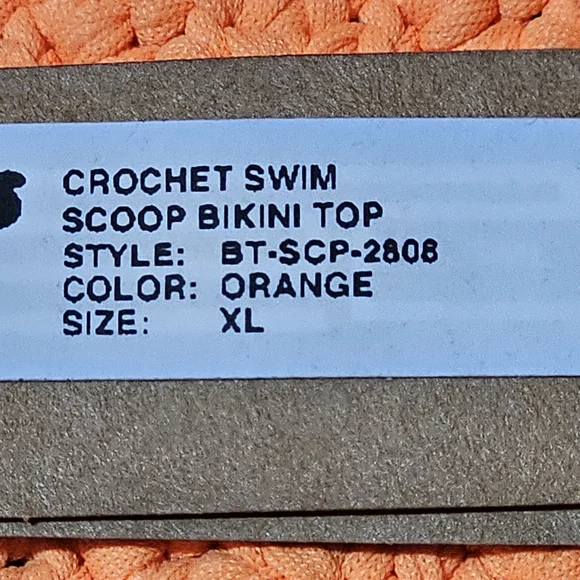 CROCHET SWIM
SCOOP BIKINI TOP
STYLE: BT-SCP-2808
COLOR: ORANGE
SIZE: XL